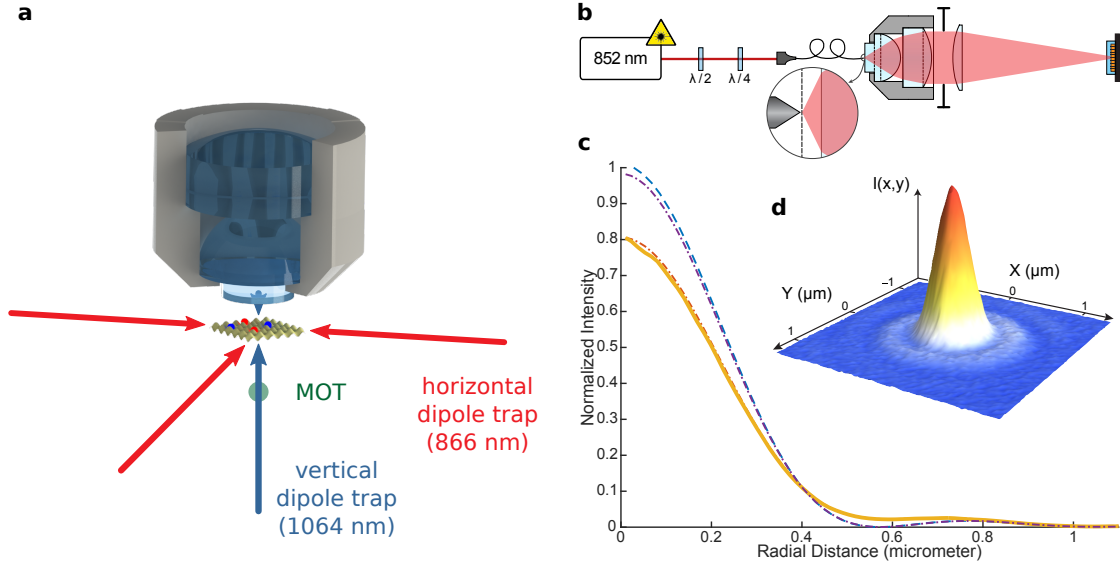 a
MOT
horizontal
dipole trap
(866 nm)
vertical
dipole trap
(1064 nm)
b
852 nm
λ/2
λ/4
c
Normalized Intensity
1
0.9
0.8
0.7
0.6
0.5
0.4
0.3
0.2
0.1
0
0
0.2
0.4
0.6
0.8
1
Radial Distance (micrometer)
d
I(x,y)
Y (μm)
X (μm)
−1
0
1
0
1